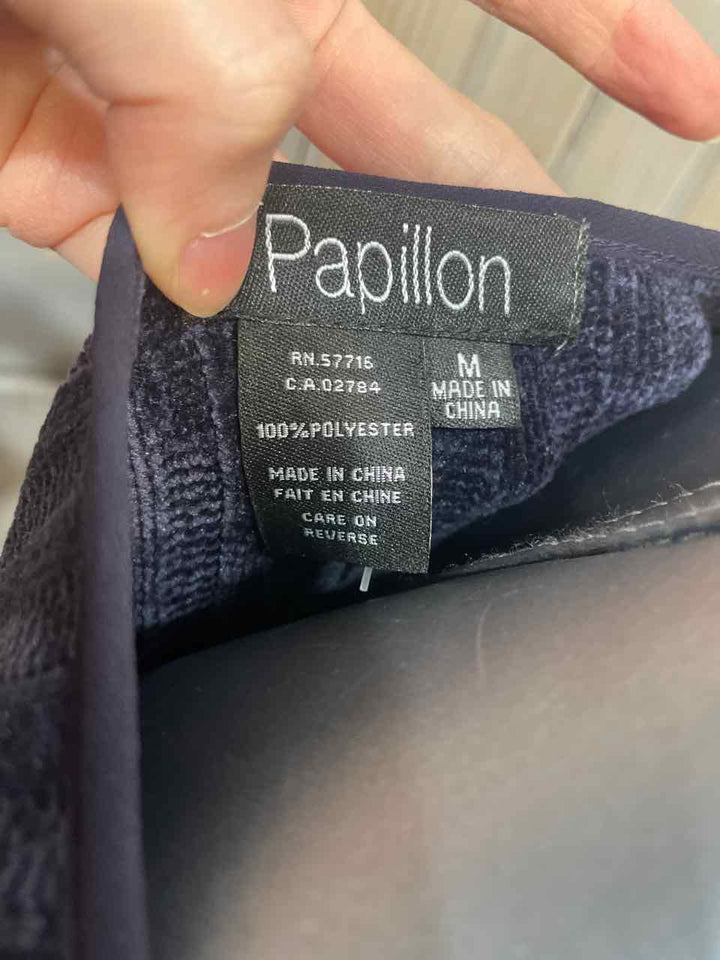 Papillon
RN.57716
C.A.02784
100%POLYESTER
MADE IN CHINA
FAIT EN CHINE
CARE ON
REVERSE
M
MADE IN
CHINA